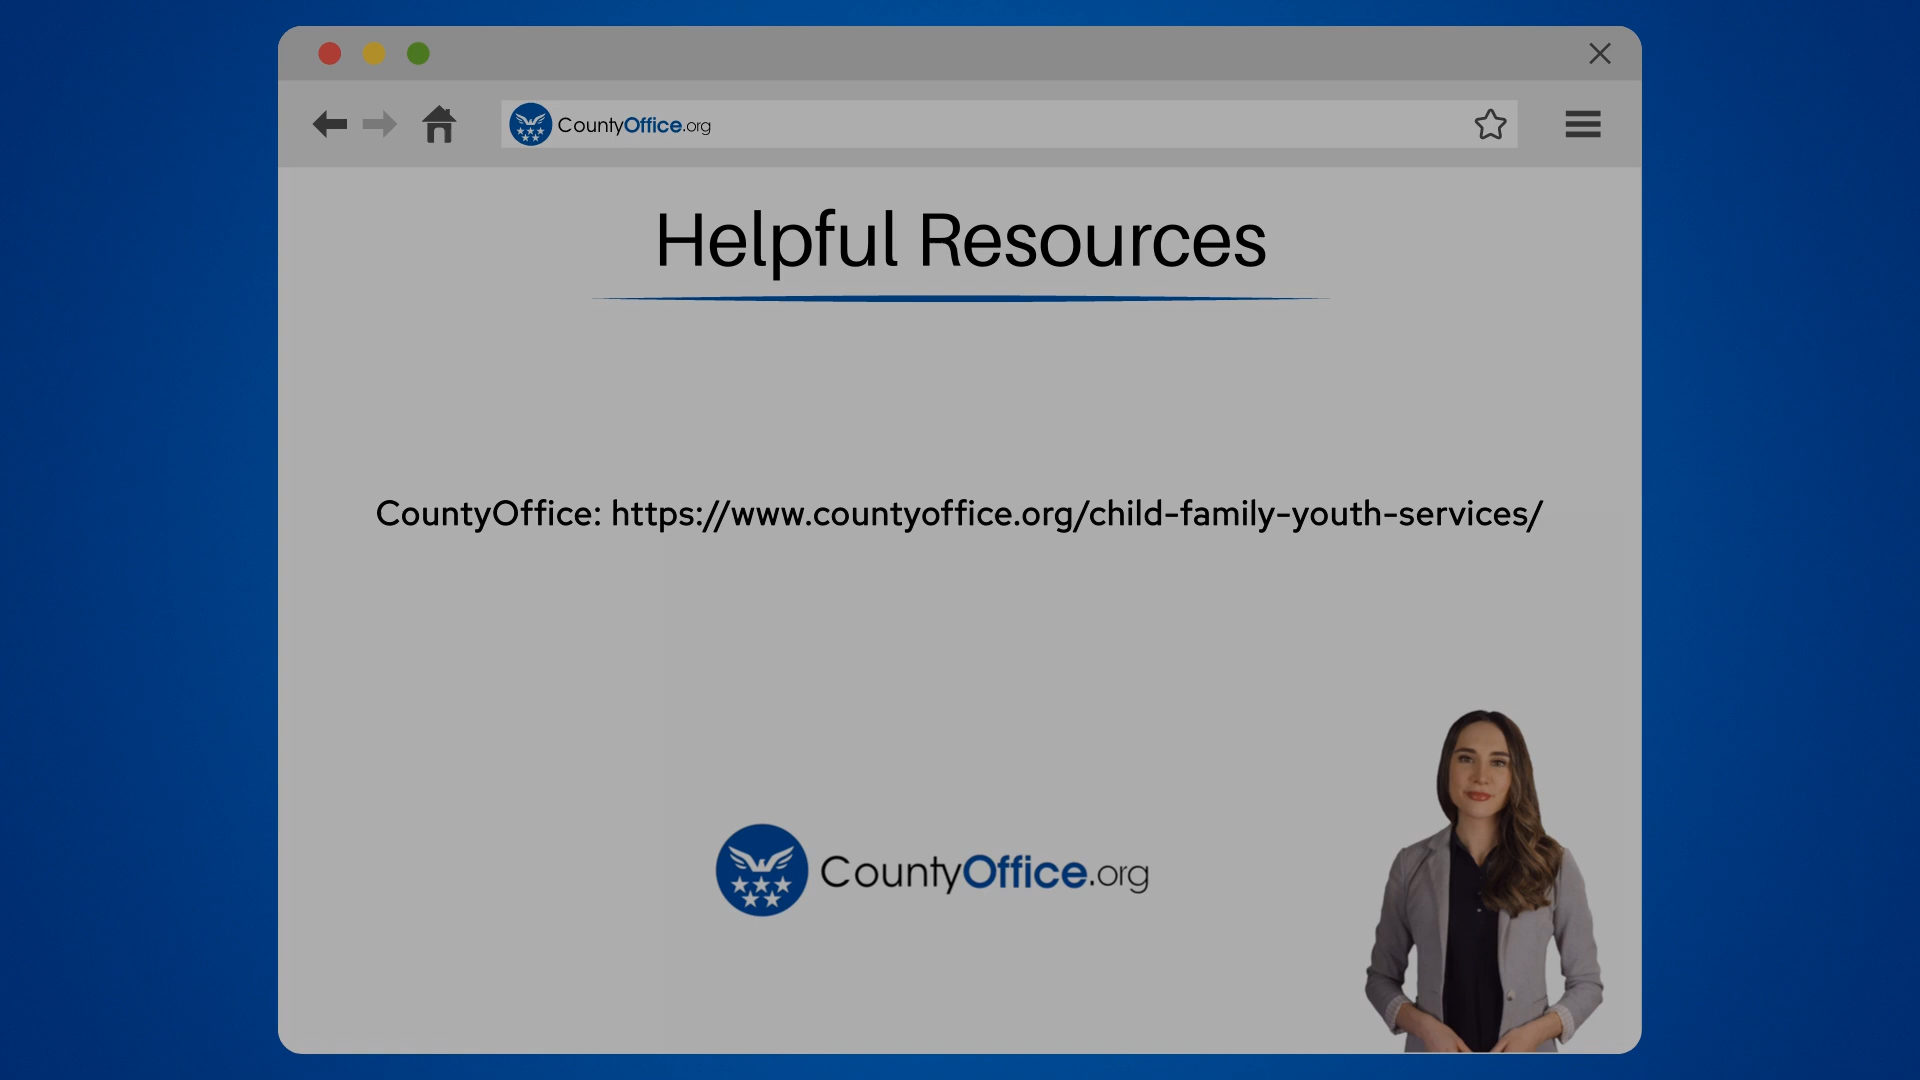 CountyOffice.org
Helpful Resources
CountyOffice: https://www.countyoffice.org/child-family-youth-services/
CountyOffice.org